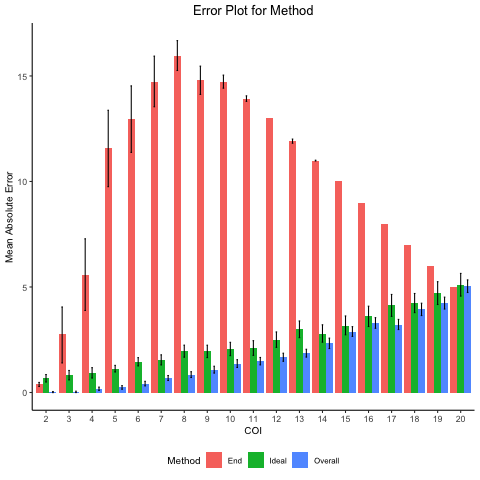 Error Plot for Method
Mean Absolute Error
15
10
5
0
2 3 4 5 6 7 8 9 10 11 12 13 14 15 16 17 18 19 20
COI
Method End Ideal Overall